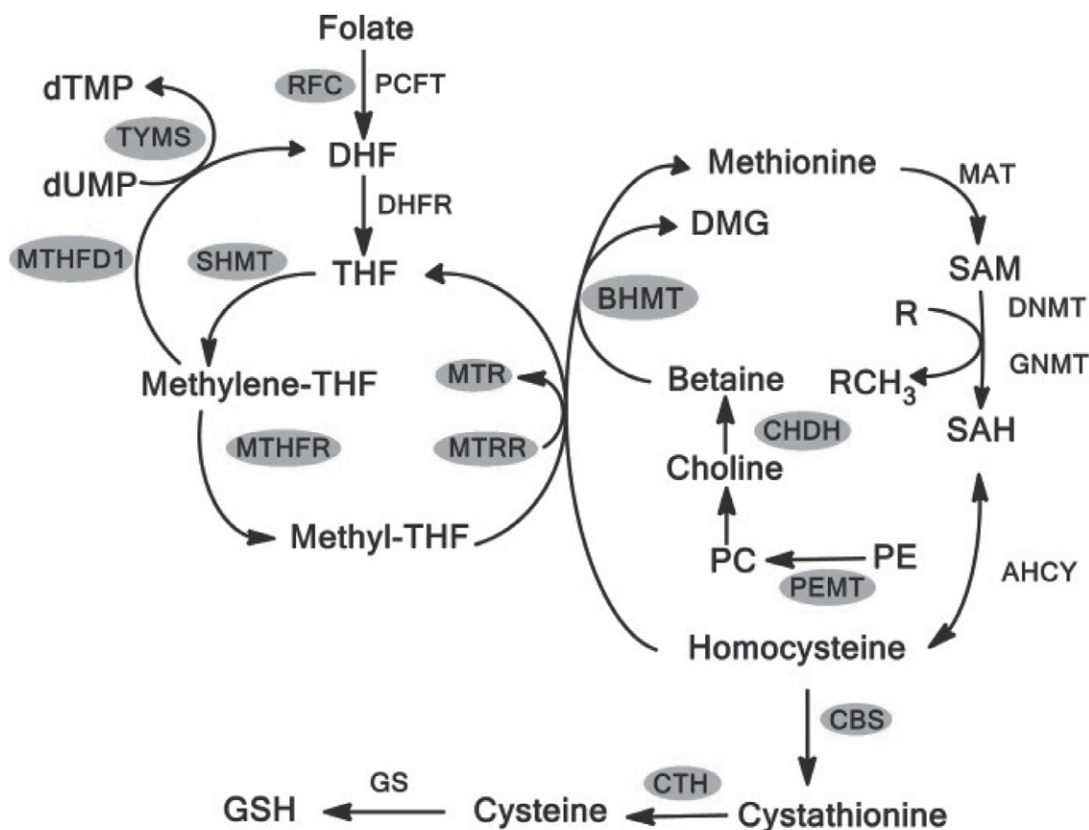 Folate
RFC PCFT
dTMP
TYMS
DHF
dUMP
DHFR
MTHFD1
SHMT
THF
Methylene-THF
MTHFR
Methyl-THF
MTR
MTRR
Methionine
MAT
DMG
SAM
BHMT
R
DNMT
GNMT
RCH₃
Betaine
SAH
CHDH
Choline
PC
PE
PEMT
AHCY
Homocysteine
CBS
Cystathionine
CTH
Cysteine
GS
GSH